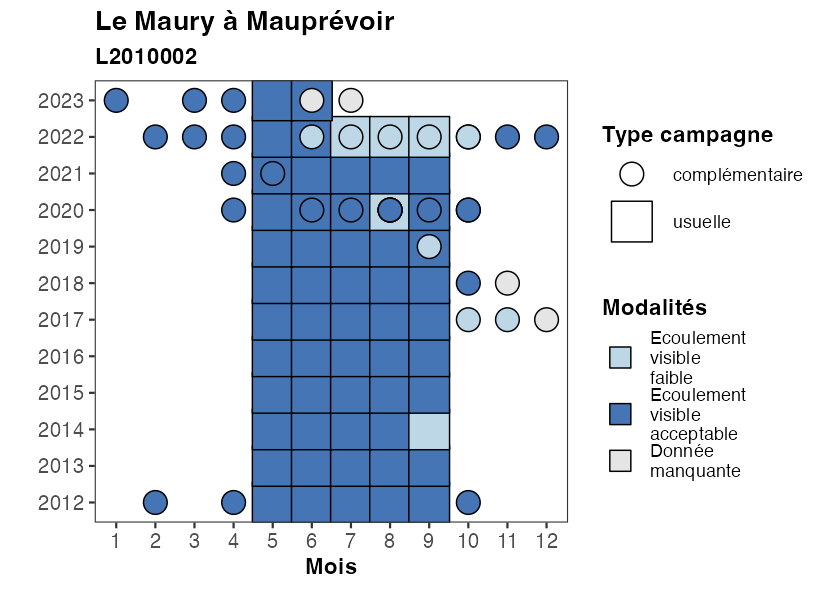 Le Maury à Mauprévoir
L2010002
2023
2022
2021
2020
2019
2018
2017
2016
2015
2014
2013
2012
1 2 3 4 5 6 7 8 9 10 11 12
Mois
Type campagne
complémentaire
usuelle
Modalités
Ecoulement
visible
faible
Ecoulement
visible
acceptable
Donnée
manquante